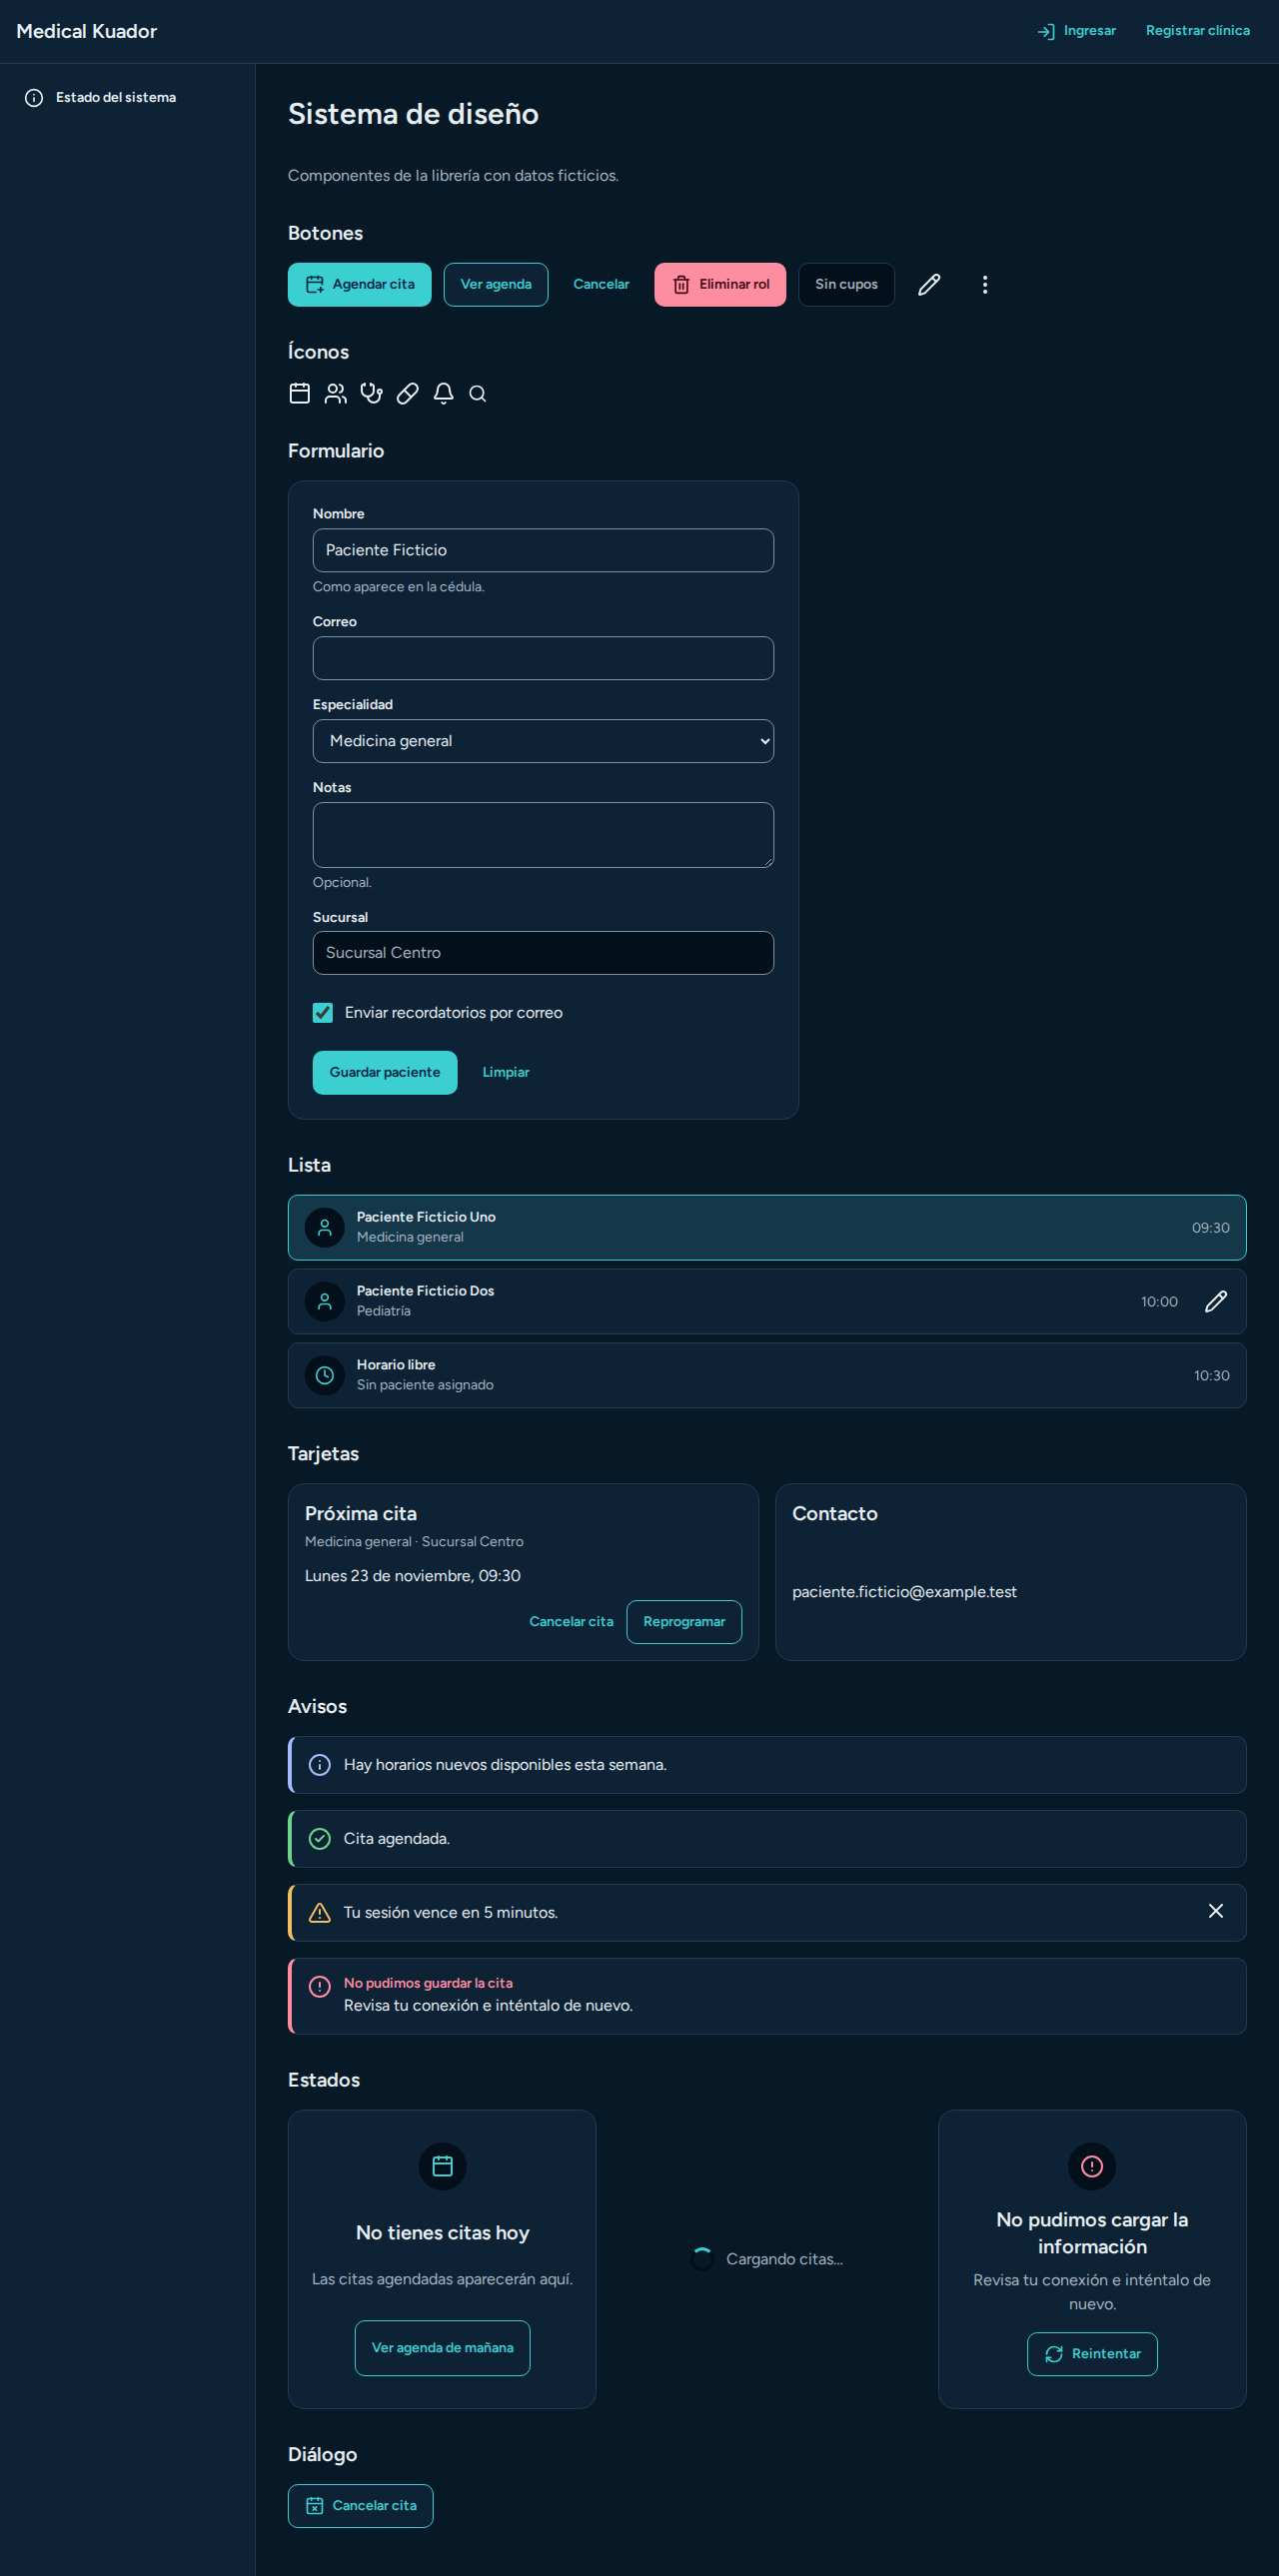 Medical Kuador
Ingresar
Registrar clínica
Estado del sistema
Sistema de diseño
Componentes de la librería con datos ficticios.
Botones
Agendar cita
Ver agenda
Cancelar
Eliminar rol
Sin cupos
Íconos
Formulario
Nombre
Paciente Ficticio
Como aparece en la cédula.
Correo
Especialidad
Medicina general
Notas
Opcional.
Sucursal
Sucursal Centro
Enviar recordatorios por correo
Guardar paciente
Limpiar
Lista
Paciente Ficticio Uno
Medicina general
09:30
Paciente Ficticio Dos
Pediatría
10:00
Horario libre
Sin paciente asignado
10:30
Tarjetas
Próxima cita
Medicina general · Sucursal Centro
Lunes 23 de noviembre, 09:30
Cancelar cita
Reprogramar
Contacto
paciente.ficticio@example.test
Avisos
Hay horarios nuevos disponibles esta semana.
Cita agendada.
Tu sesión vence en 5 minutos.
No pudimos guardar la cita
Revisa tu conexión e inténtalo de nuevo.
Estados
No tienes citas hoy
Las citas agendadas aparecerán aquí.
Ver agenda de mañana
Cargando citas...
No pudimos cargar la
información
Revisa tu conexión e inténtalo de
nuevo.
Reintentar
Diálogo
Cancelar cita